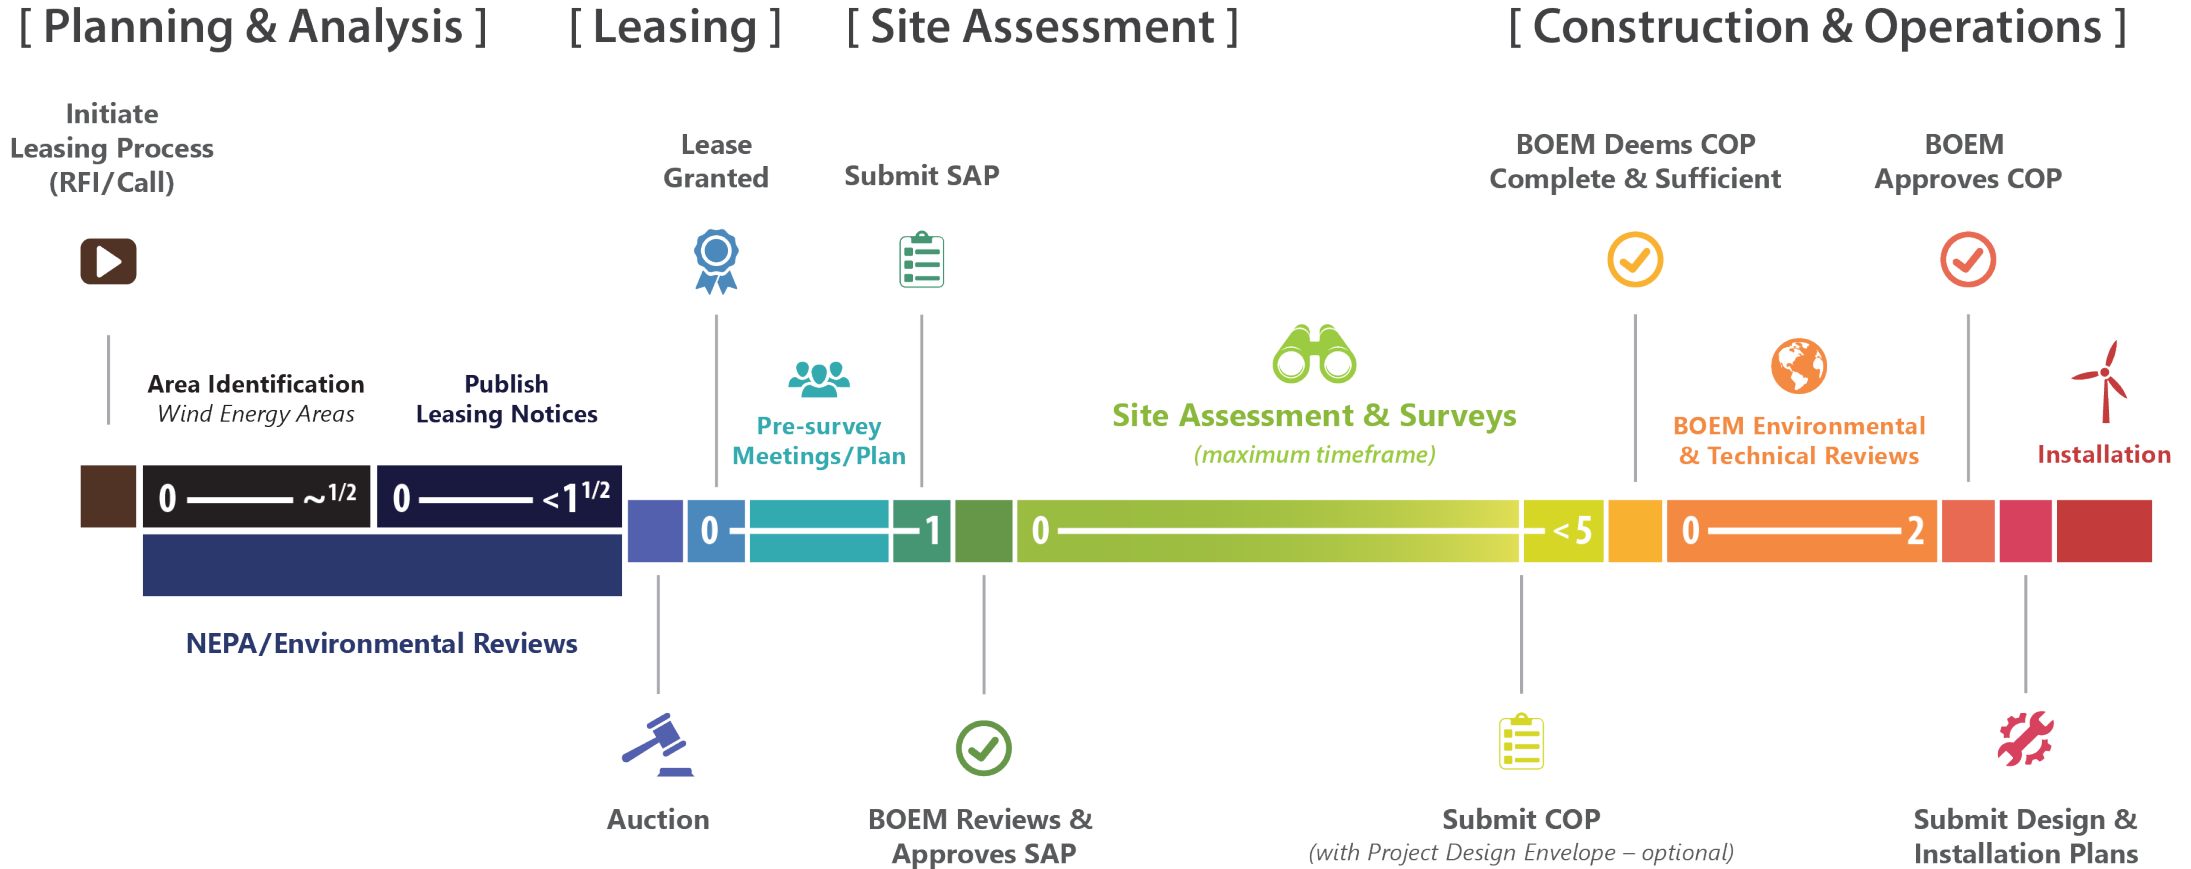 [ Planning & Analysis ]
[ Leasing ]
[ Site Assessment ]
[ Construction & Operations ]
Initiate
Leasing Process
(RFI/Call)
Lease
Granted
Submit SAP
BOEM Deems COP
Complete & Sufficient
BOEM
Approves COP
Area Identification
Wind Energy Areas
Publish
Leasing Notices
Pre-survey
Meetings/Plan
Site Assessment & Surveys
(maximum timeframe)
BOEM Environmental
& Technical Reviews
Installation
0 ~1/2
0 <1 1/2
0 1
0 <5
0 2
NEPA/Environmental Reviews
Auction
BOEM Reviews &
Approves SAP
Submit COP
(with Project Design Envelope – optional)
Submit Design &
Installation Plans